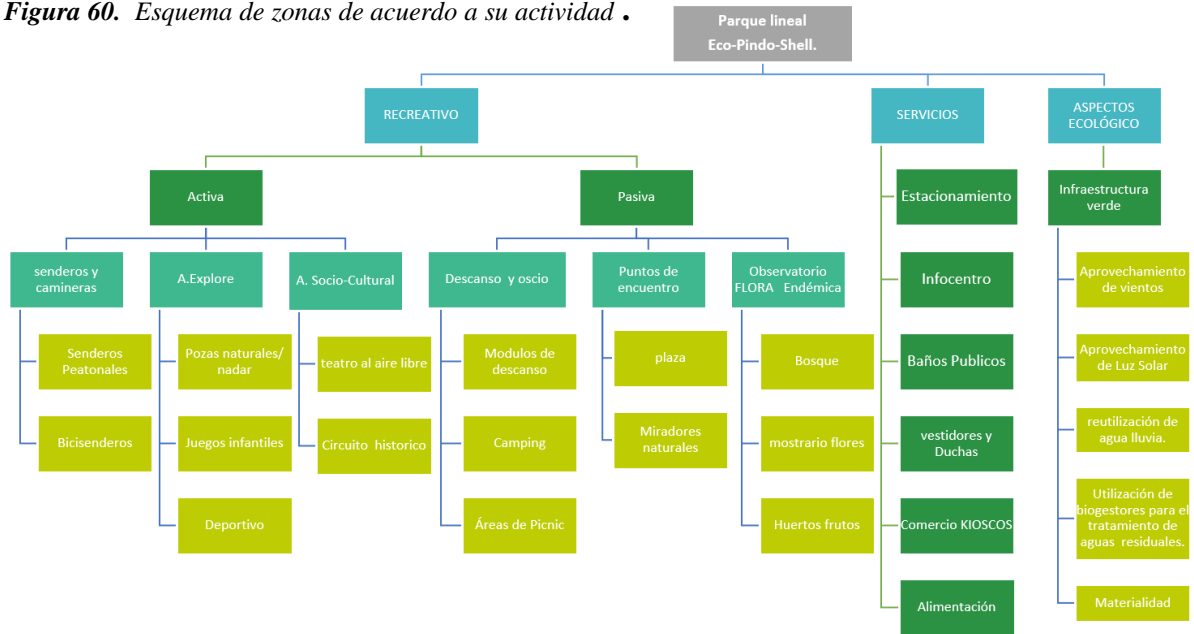 Figura 60. Esquema de zonas de acuerdo a su actividad .
Parque lineal
Eco-Pindo-Shell.
RECREATIVO
SERVICIOS
ASPECTOS
ECOLÓGICO
Activa
Pasiva
Estacionamiento
Infraestructura
verde
senderos y
camineras
A.Explore
A. Socio-Cultural
Descanso y oscio
Puntos de
encuentro
Observatorio
FLORA Endémica
Infocentro
Aprovechamiento
de vientos
Senderos
Peatonales
Pozas naturales/
nadar
teatro al aire libre
Modulos de
descanso
plaza
Bosque
Baños Publicos
Aprovechamiento
de Luz Solar
Bicisenderos
Juegos infantiles
Circuito historico
Camping
Miradores
naturales
mostrario flores
vestidores y
Duchas
reutilización de
agua lluvia.
Deportivo
Áreas de Picnic
Huertos frutos
Comercio KIOSCOS
Utilización de
biogestores para el
tratamiento de
aguas residuales.
Alimentación
Materialidad